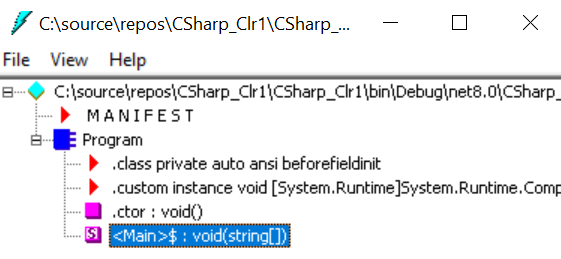 C:\source\repos\CSharp_Clr1\CSharp_...
File View Help
C:\source\repos\CSharp_Clr1\CSharp_Clr1\bin\Debug\net8.0\CSharp_
M A N I F E S T
Program
.class private auto ansi beforefieldinit
.custom instance void [System.Runtime]System.Runtime.Comp
.ctor : void()
S <Main>$ : void(string[])